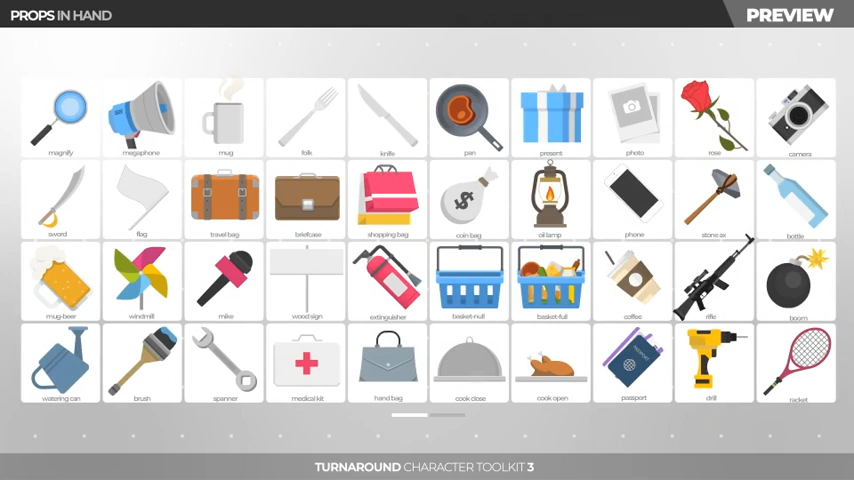 PROPS IN HAND
PREVIEW
magnify
megaphone
mug
folk
knife
pan
present
photo
rose
camera
sword
flag
travel bag
briefcase
shopping bag
coin bag
oil lamp
phone
stone ax
bottle
mug-beer
windmill
mike
wood sign
extinguisher
basket-null
basket-full
coffee
rifle
boom
watering can
brush
spanner
medical kit
hand bag
cook close
cook open
passport
drill
racket
PASSPORT
TURNAROUND CHARACTER TOOLKIT 3